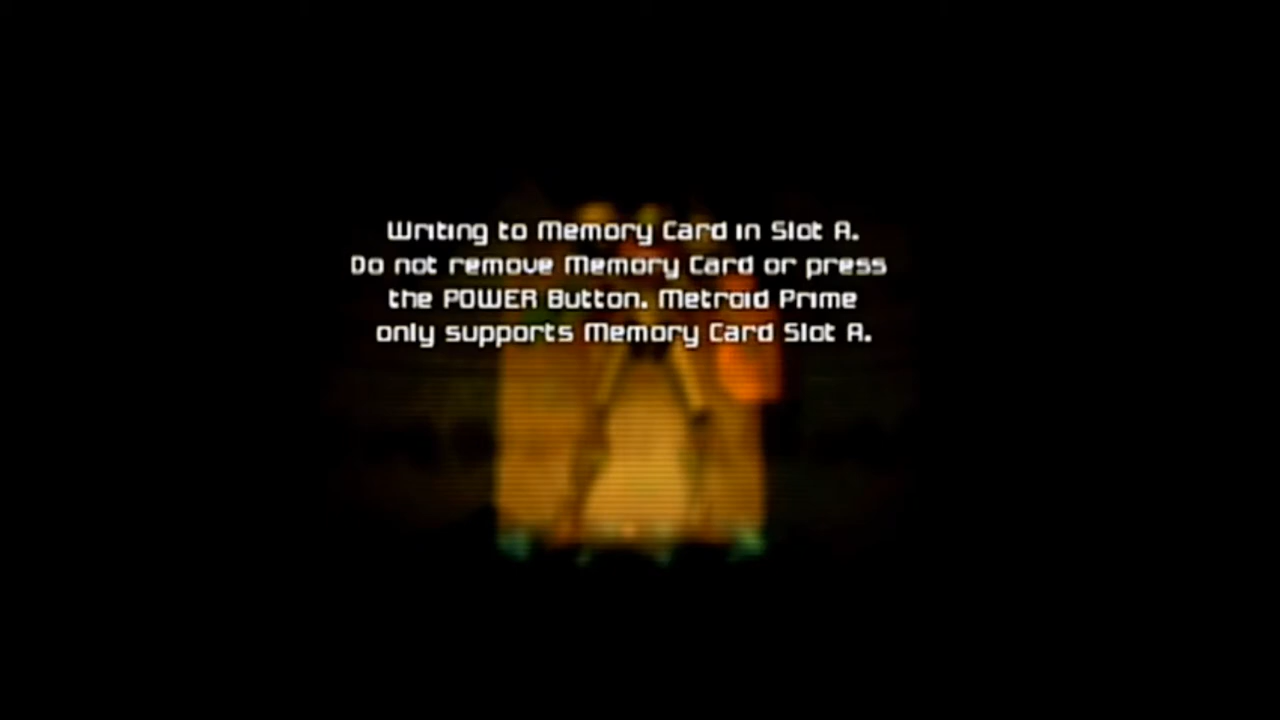 Writing to Memory Card in Slot A.
Do not remove Memory Card or press
the POWER Button. Metroid Prime
only supports Memory Card Slot A.